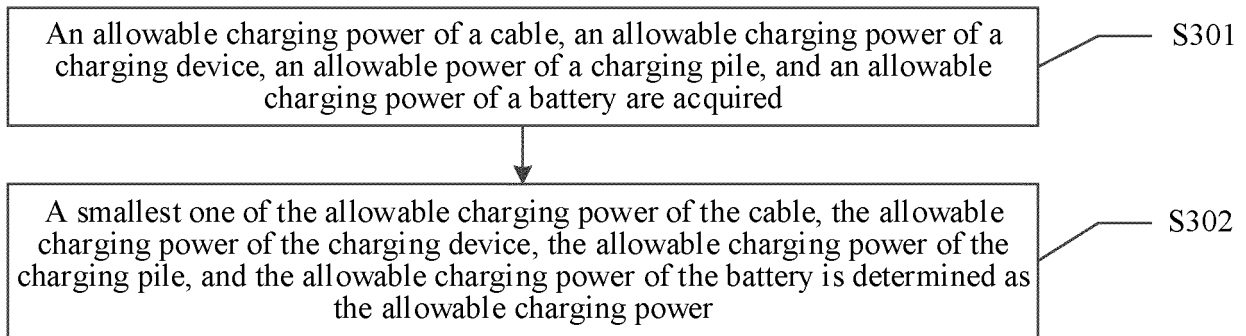 An allowable charging power of a cable, an allowable charging power of a
charging device, an allowable power of a charging pile, and an allowable
charging power of a battery are acquired
S301
A smallest one of the allowable charging power of the cable, the allowable
charging power of the charging device, the allowable charging power of the
charging pile, and the allowable charging power of the battery is determined as
the allowable charging power
S302